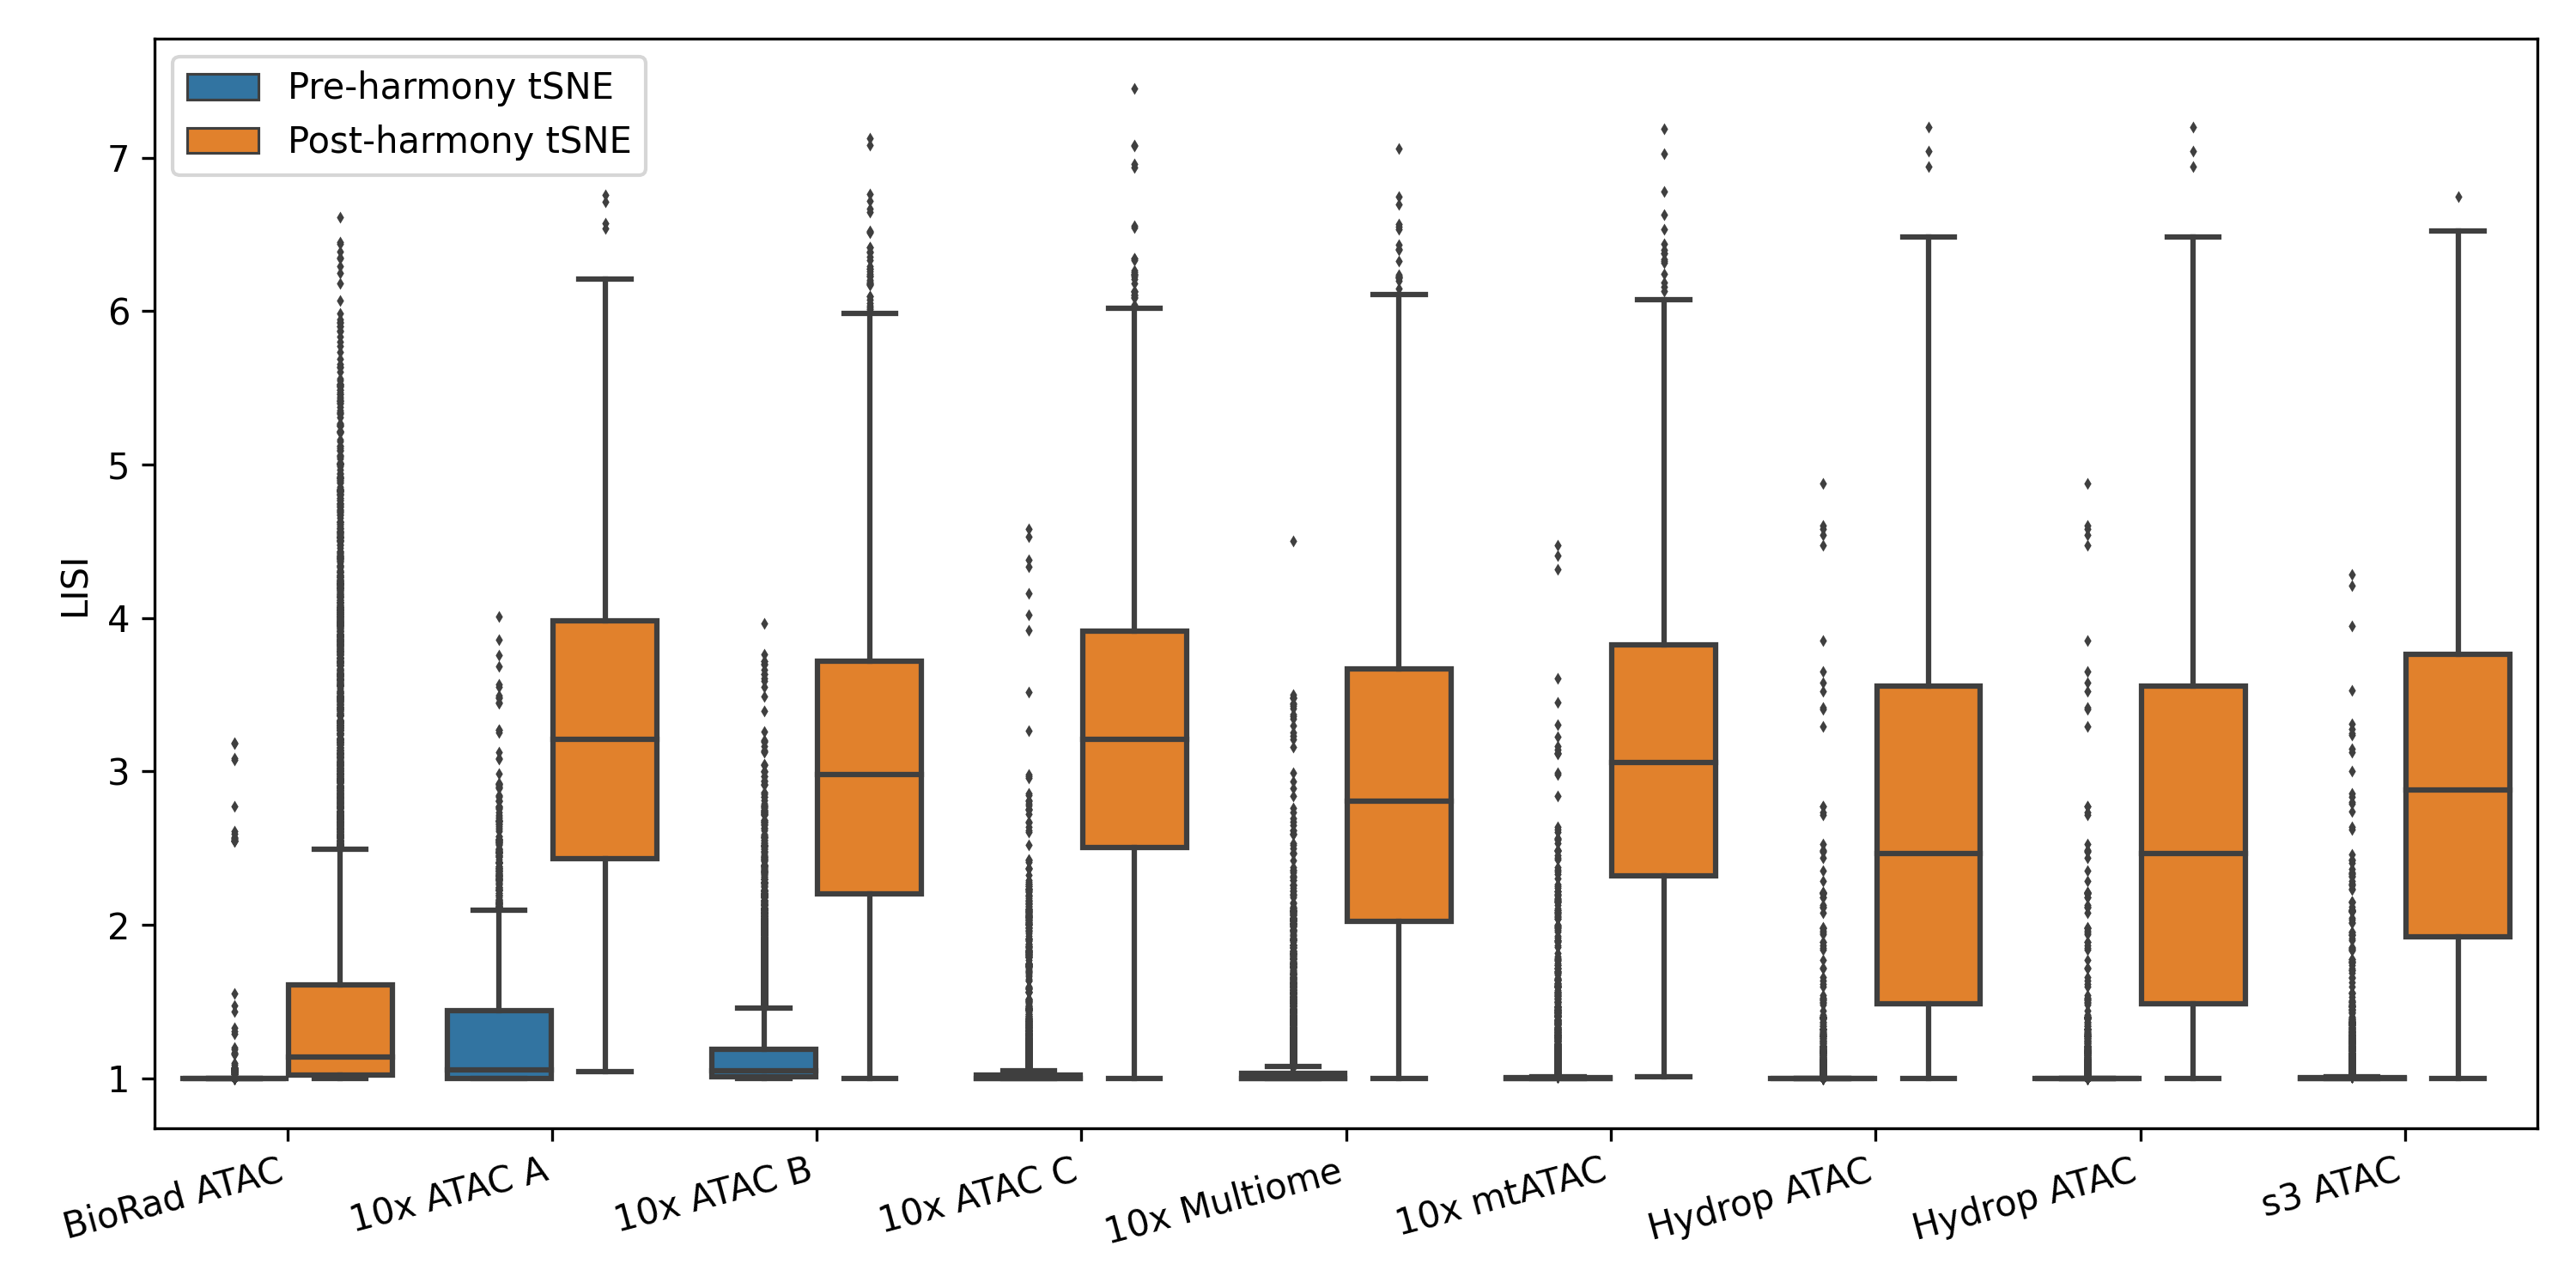 Pre-harmony tSNE
Post-harmony tSNE
7
6
5
4
3
2
1
LISI
BioRad ATAC
10x ATAC A
10x ATAC B
10x ATAC C
10x Multiome
10x mtATAC
Hydrop ATAC
Hydrop ATAC
s3 ATAC